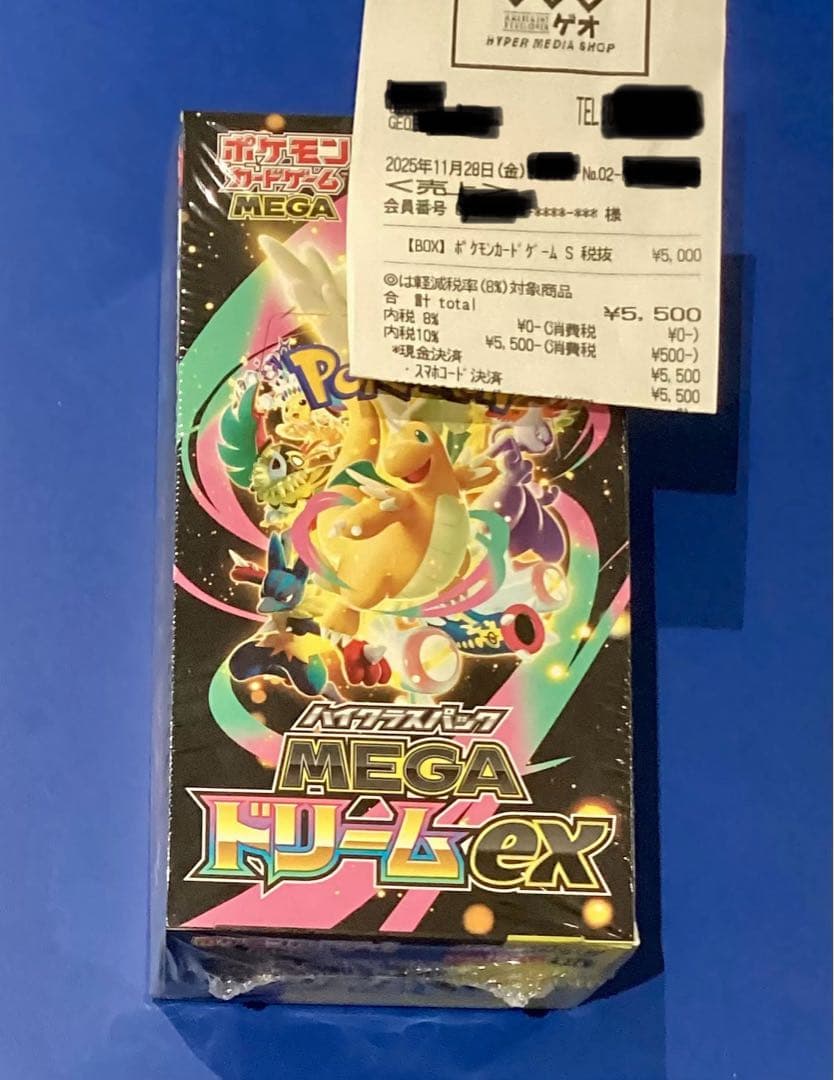 ゲオ
HYPER MEDIA SHOP
TEL
GEO
2025年11月28日(金)
No.02-
<売上>
会員番号
-****-*** 様
【BOX】ポケモンカードゲーム S 税抜 ¥5,000
◎は軽減税率(8%)対象商品
合 計 total ¥5,500
内税 8% ¥0-(消費税 ¥0-)
内税10% ¥5,500-(消費税 ¥500-)
*現金決済 ¥5,500
・スマホコード決済 ¥5,500
ポケモン
カードゲーム
MEGA
ハイクラスパック
MEGA
ドリームex